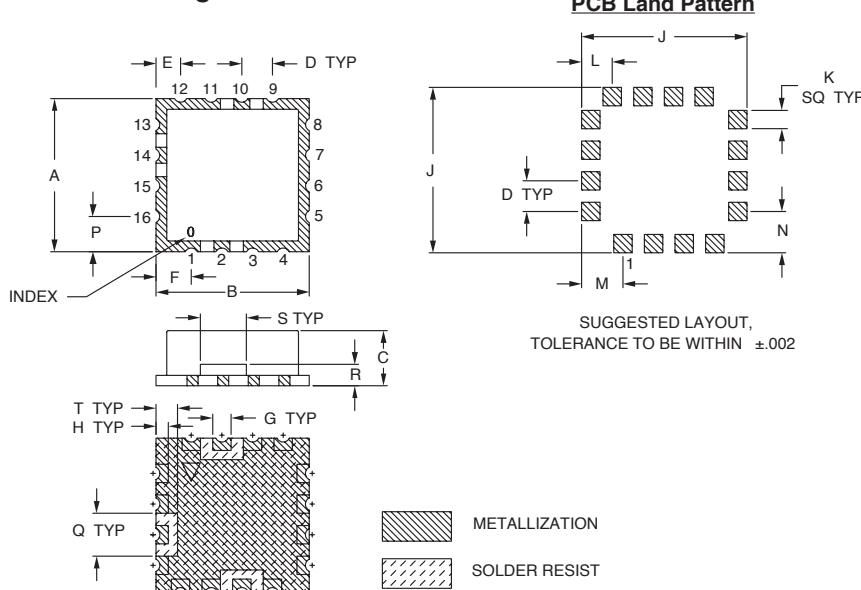 PCB Land Pattern
E
D TYP
12 11 10 9
13
14
15
16
8
7
6
5
A
P
0
1 2 3 4
F
B
INDEX
J
L
K
SQ TYP
J
D TYP
N
1
M
SUGGESTED LAYOUT,
TOLERANCE TO BE WITHIN ±.002
S TYP
C
R
T TYP
H TYP
G TYP
Q TYP
METALLIZATION
SOLDER RESIST